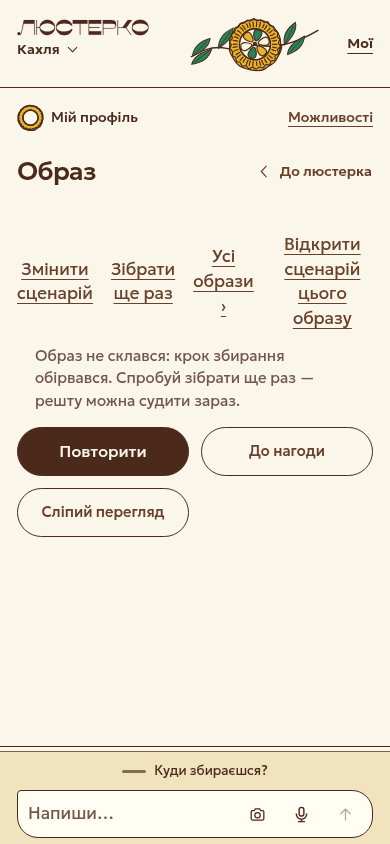 ЛЮСТЕРКО
Кахля
Мої
Мій профіль
Можливості
Образ
До люстерка
Змінити
сценарій
Зібрати
ще раз
Усі
образи
›
Відкрити
сценарій
цього
образу
Образ не склався: крок збирання
обірвався. Спробуй зібрати ще раз —
решту можна судити зараз.
Повторити
До нагоди
Сліпий перегляд
Куди збираєшся?
Напиши…